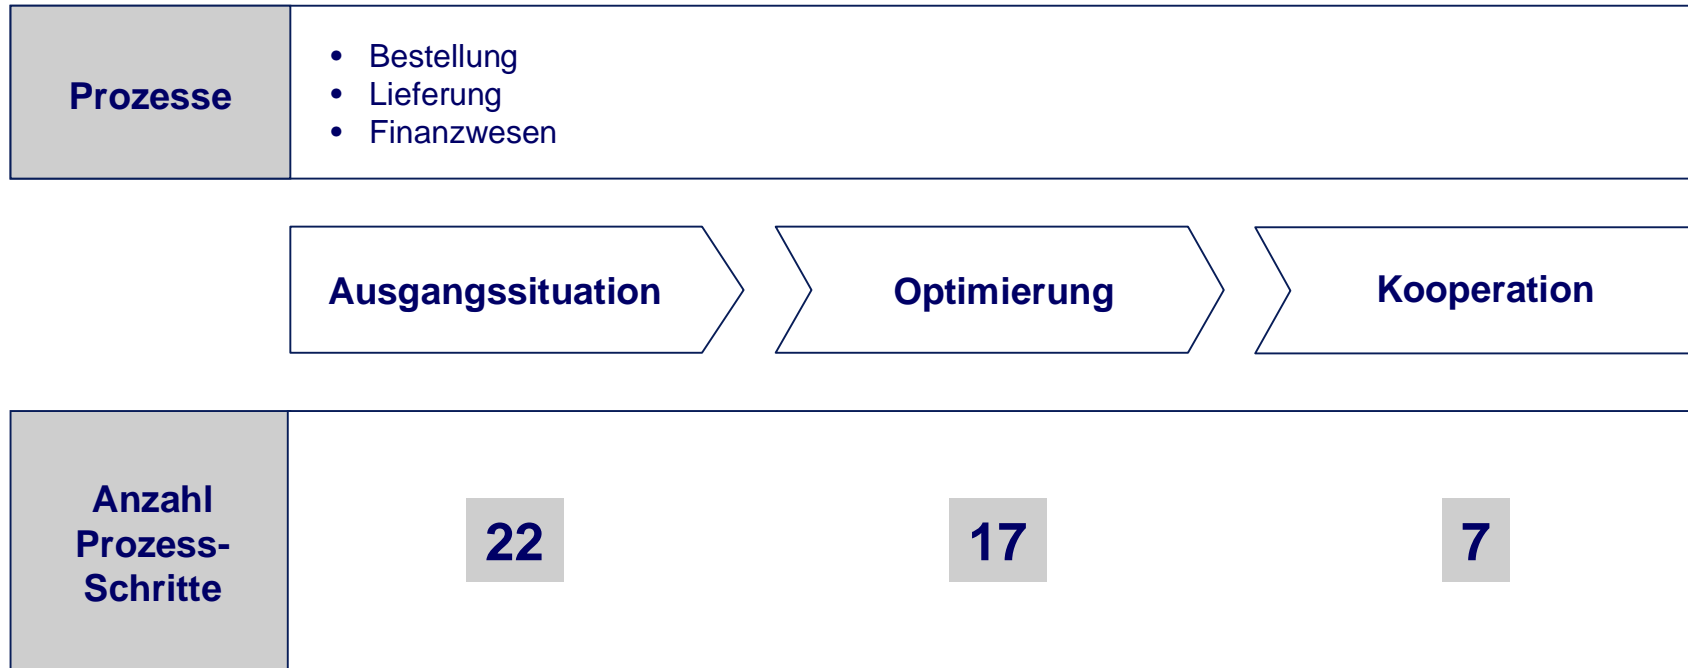 Prozesse
• Bestellung
• Lieferung
• Finanzwesen
Ausgangssituation
Optimierung
Kooperation
Anzahl
Prozess-
Schritte
22
17
7